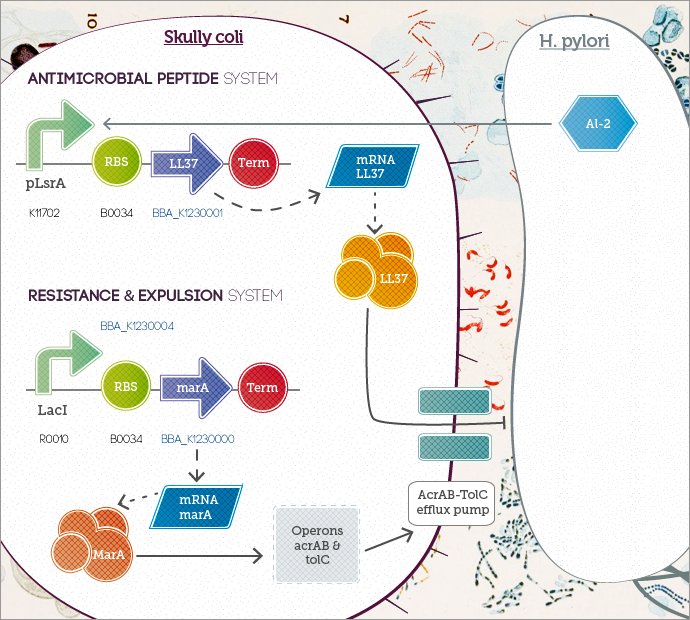 10
7
Skully coli
H. pylori
ANTIMICROBIAL PEPTIDE SYSTEM
AI-2
RBS
LL37
Term
mRNA
LL37
pLsrA
K11702
B0034
BBA_K1230001
LL37
RESISTANCE & EXPULSION SYSTEM
BBA_K1230004
RBS
marA
Term
LacI
R0010
B0034
BBA_K1230000
mRNA
marA
AcrAB-TolC
efflux pump
MarA
Operons
acrAB &
tolC